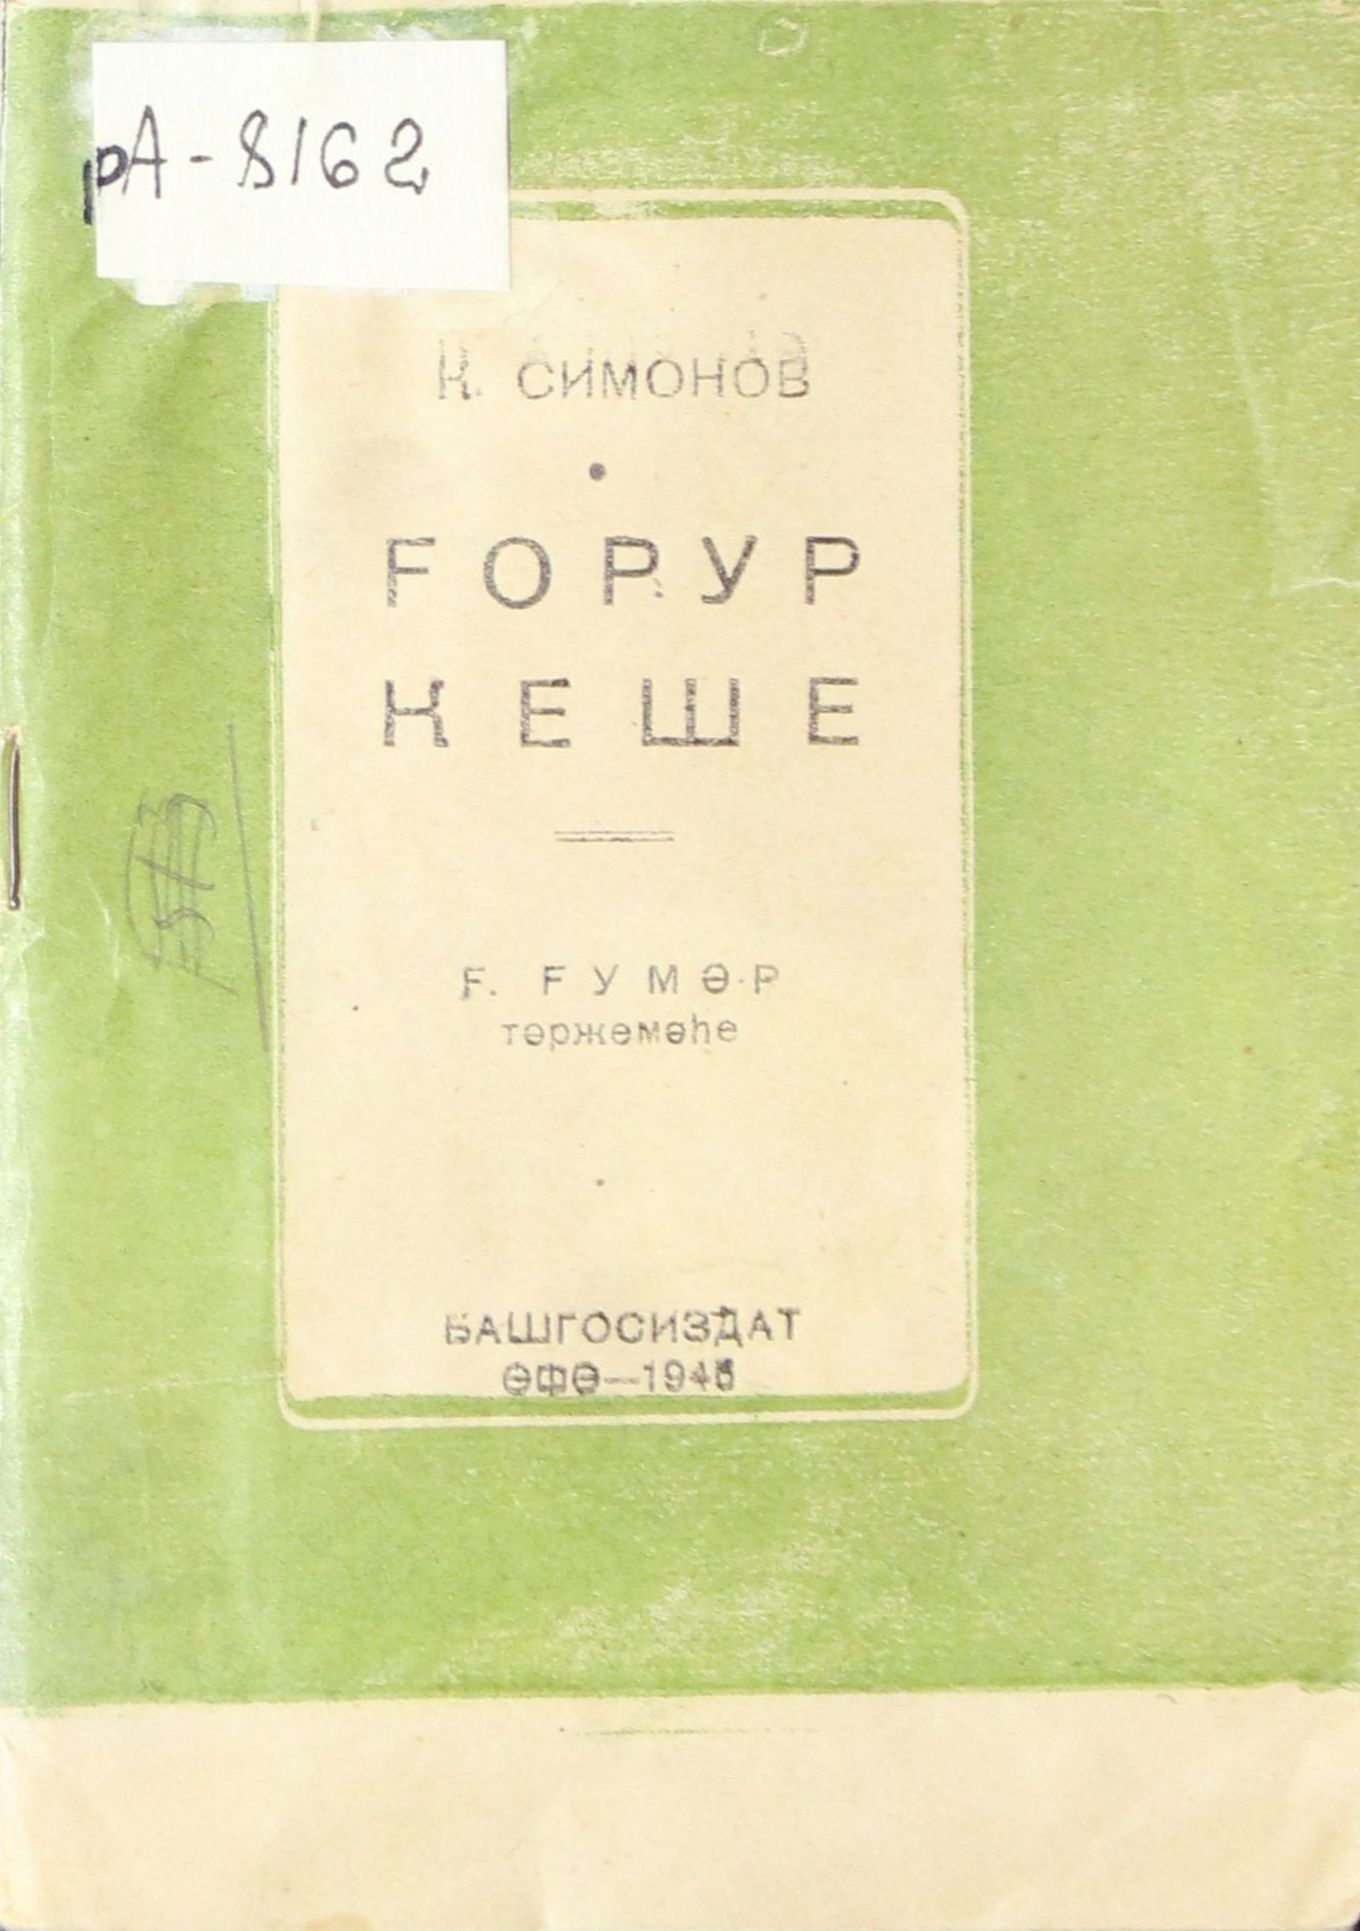 рА-8162
К. СИМОНОВ
ҒОРУР
КЕШЕ
Ғ. ҒУМӘР
тәржемәһе
БАШГОСИЗДАТ